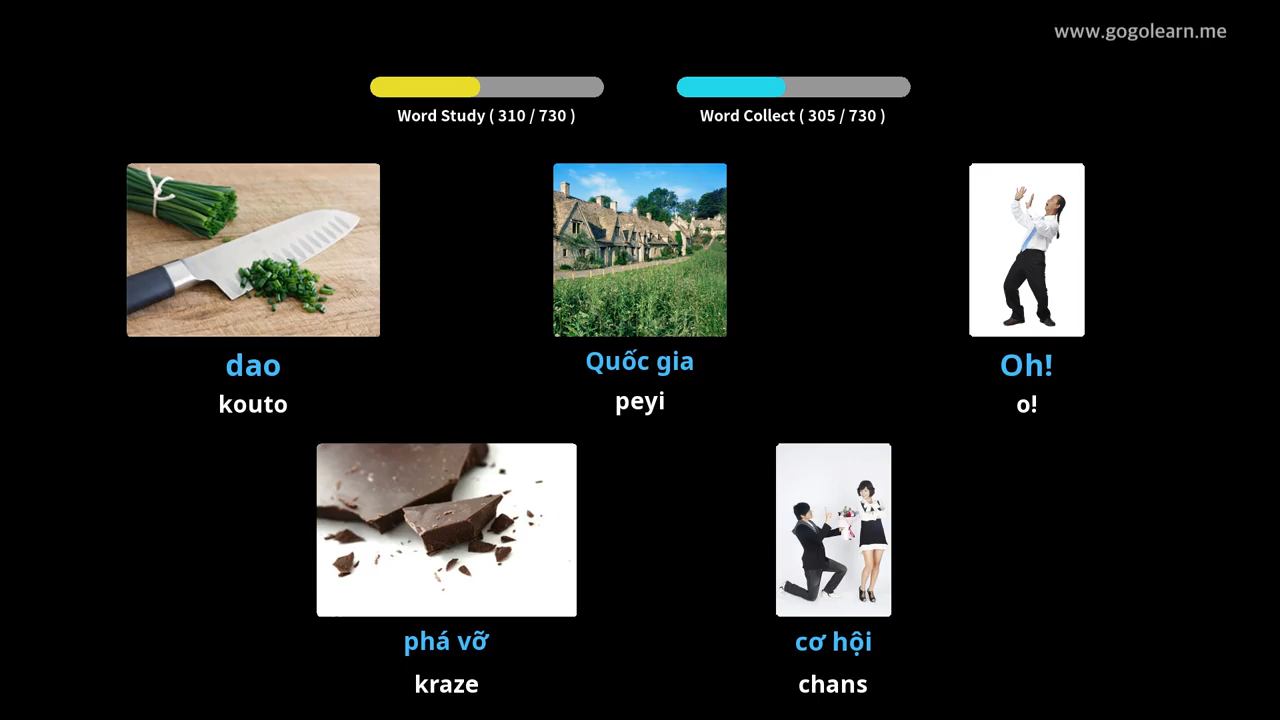 www.gogolearn.me
Word Study ( 310 / 730 )
Word Collect ( 305 / 730 )
dao
kouto
Quốc gia
peyi
Oh!
o!
phá vỡ
kraze
cơ hội
chans